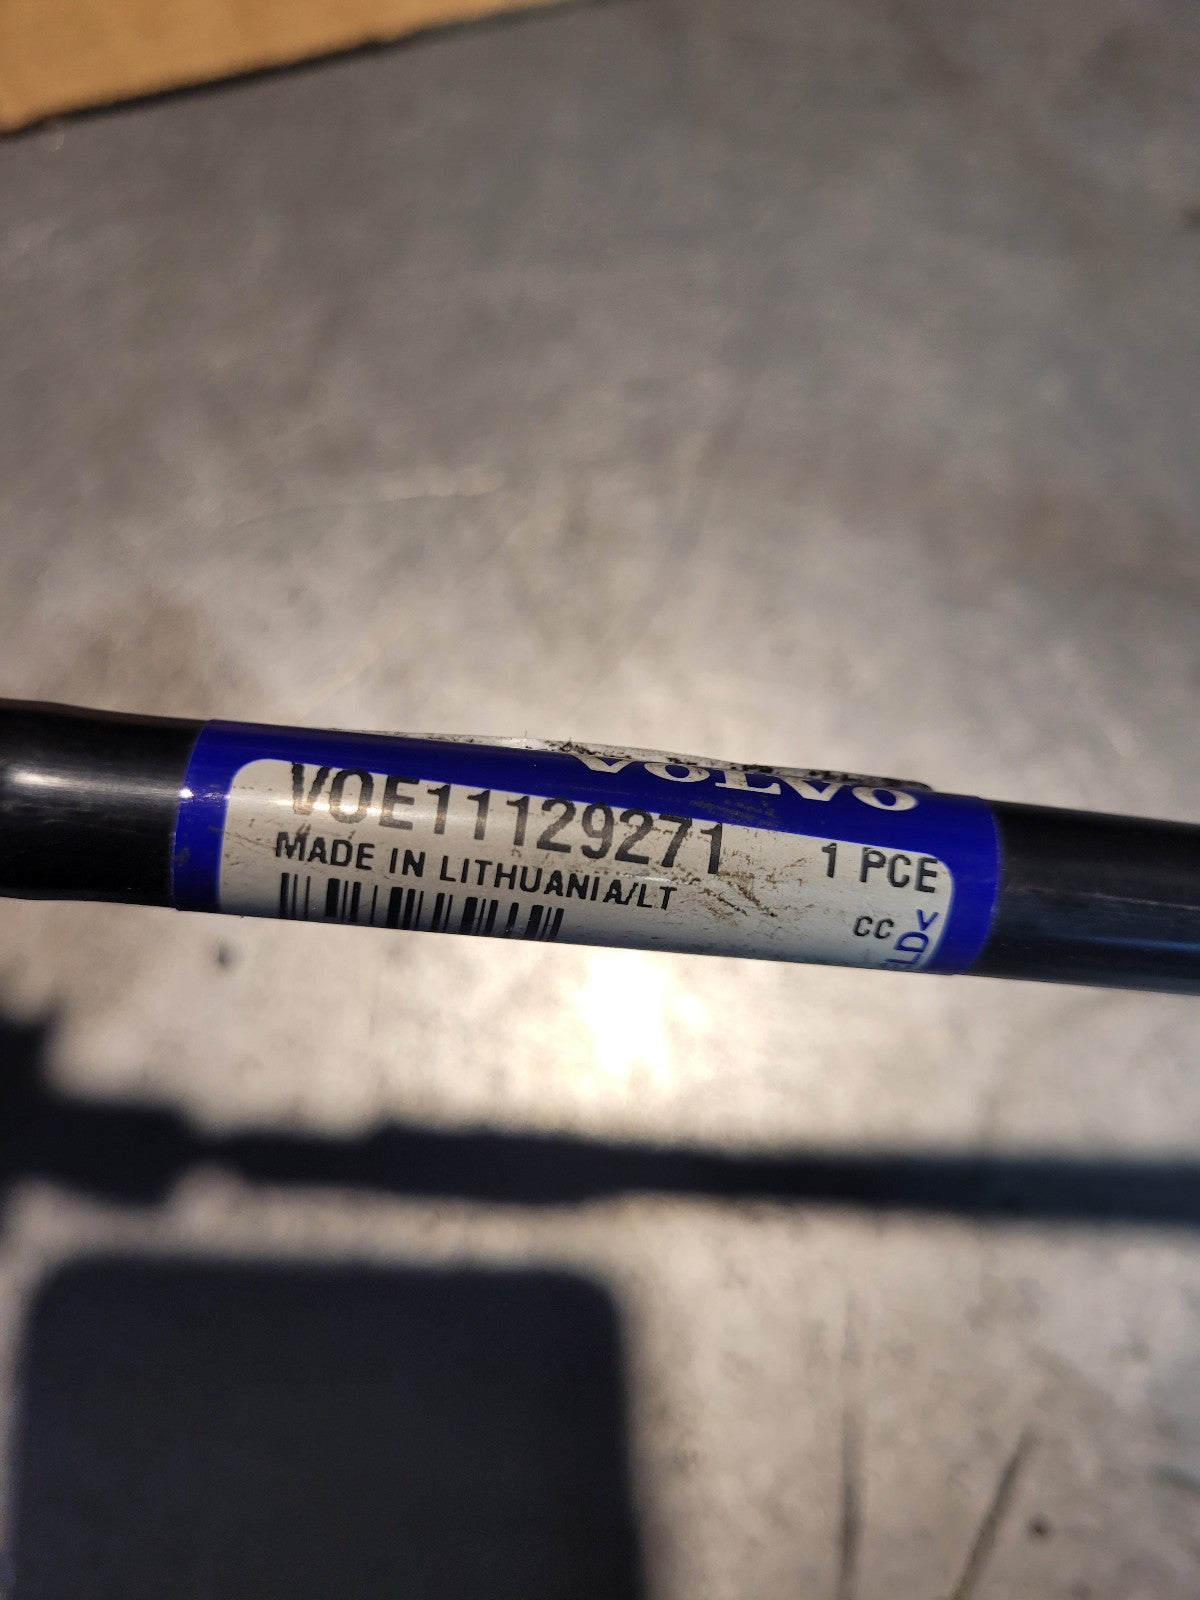 VOLVO
VOE11129271
1 PCE
MADE IN LITHUANIA/LT
CC